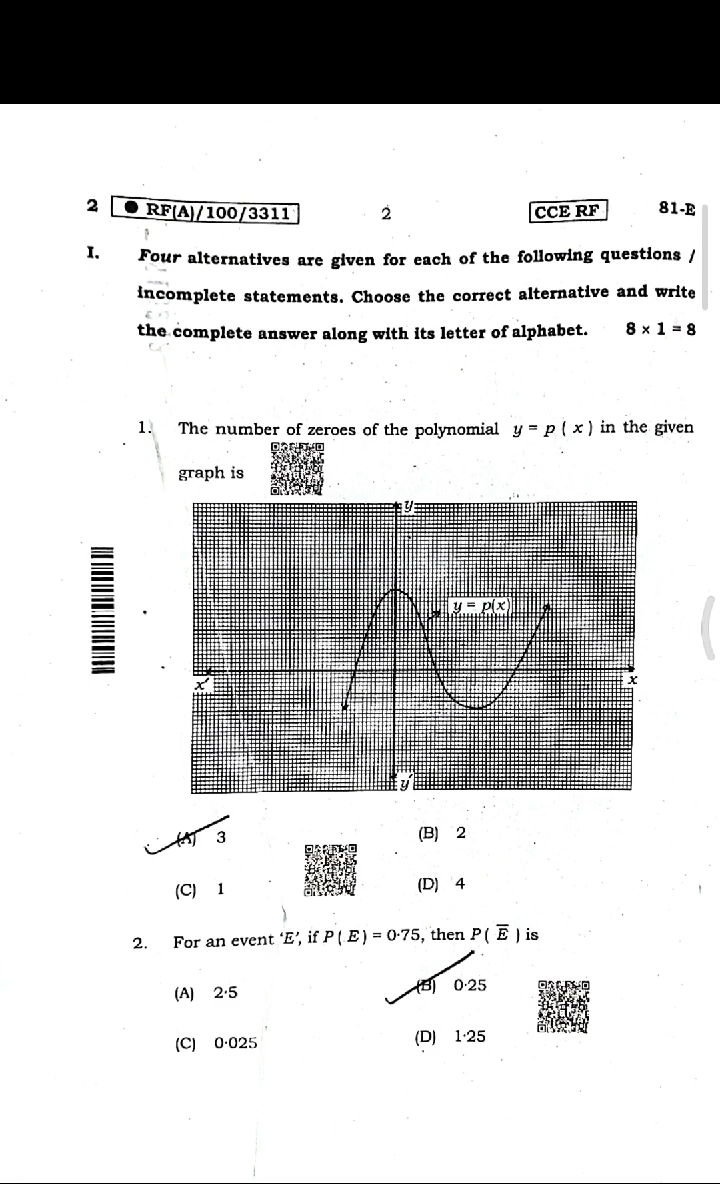 2 ● RF(A)/100/3311 2 CCE RF 81-E
I. Four alternatives are given for each of the following questions /
incomplete statements. Choose the correct alternative and write
the complete answer along with its letter of alphabet. 8 × 1 = 8
1. The number of zeroes of the polynomial y = p ( x ) in the given
graph is
y
y = p(x)
x′ x
y′
(A) 3 (B) 2
(C) 1 (D) 4
2. For an event ‘E’, if P ( E ) = 0·75, then P ( E̅ ) is
(A) 2·5 (B) 0·25
(C) 0·025 (D) 1·25